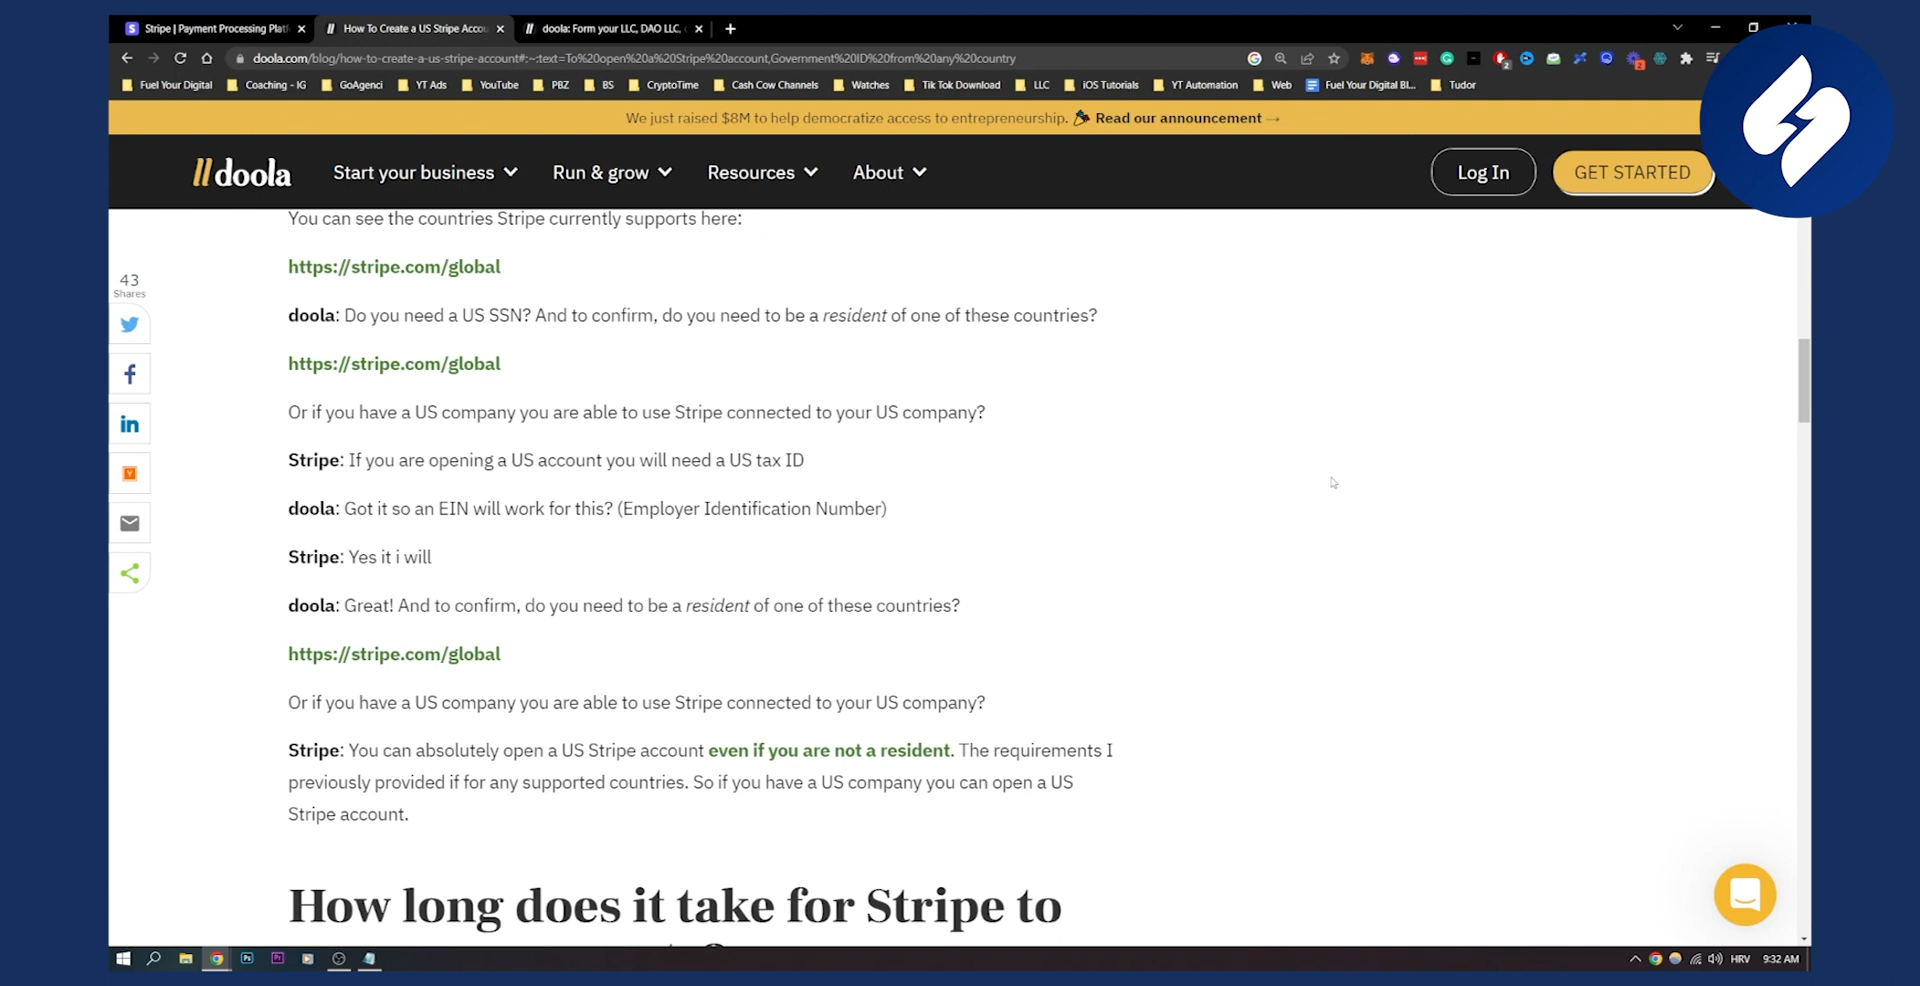 Stripe | Payment Processing Platf
How To Create a US Stripe Accou
doola: Form your LLC, DAO LLC,
doola.com/blog/how-to-create-a-us-stripe-account#:~:text=To%20open%20a%20Stripe%20account,Government%20ID%20from%20any%20country
Fuel Your Digital Coaching - IG GoAgenci YT Ads YouTube PBZ BS CryptoTime Cash Cow Channels Watches Tik Tok Download LLC iOS Tutorials YT Automation Web Fuel Your Digital Bl... Tudor
We just raised $8M to help democratize access to entrepreneurship. Read our announcement →
doola Start your business Run & grow Resources About Log In GET STARTED
You can see the countries Stripe currently supports here:
43
Shares
https://stripe.com/global
doola: Do you need a US SSN? And to confirm, do you need to be a resident of one of these countries?
https://stripe.com/global
Or if you have a US company you are able to use Stripe connected to your US company?
Stripe: If you are opening a US account you will need a US tax ID
doola: Got it so an EIN will work for this? (Employer Identification Number)
Stripe: Yes it i will
doola: Great! And to confirm, do you need to be a resident of one of these countries?
https://stripe.com/global
Or if you have a US company you are able to use Stripe connected to your US company?
Stripe: You can absolutely open a US Stripe account even if you are not a resident. The requirements I
previously provided if for any supported countries. So if you have a US company you can open a US
Stripe account.
How long does it take for Stripe to
HRV 9:32 AM